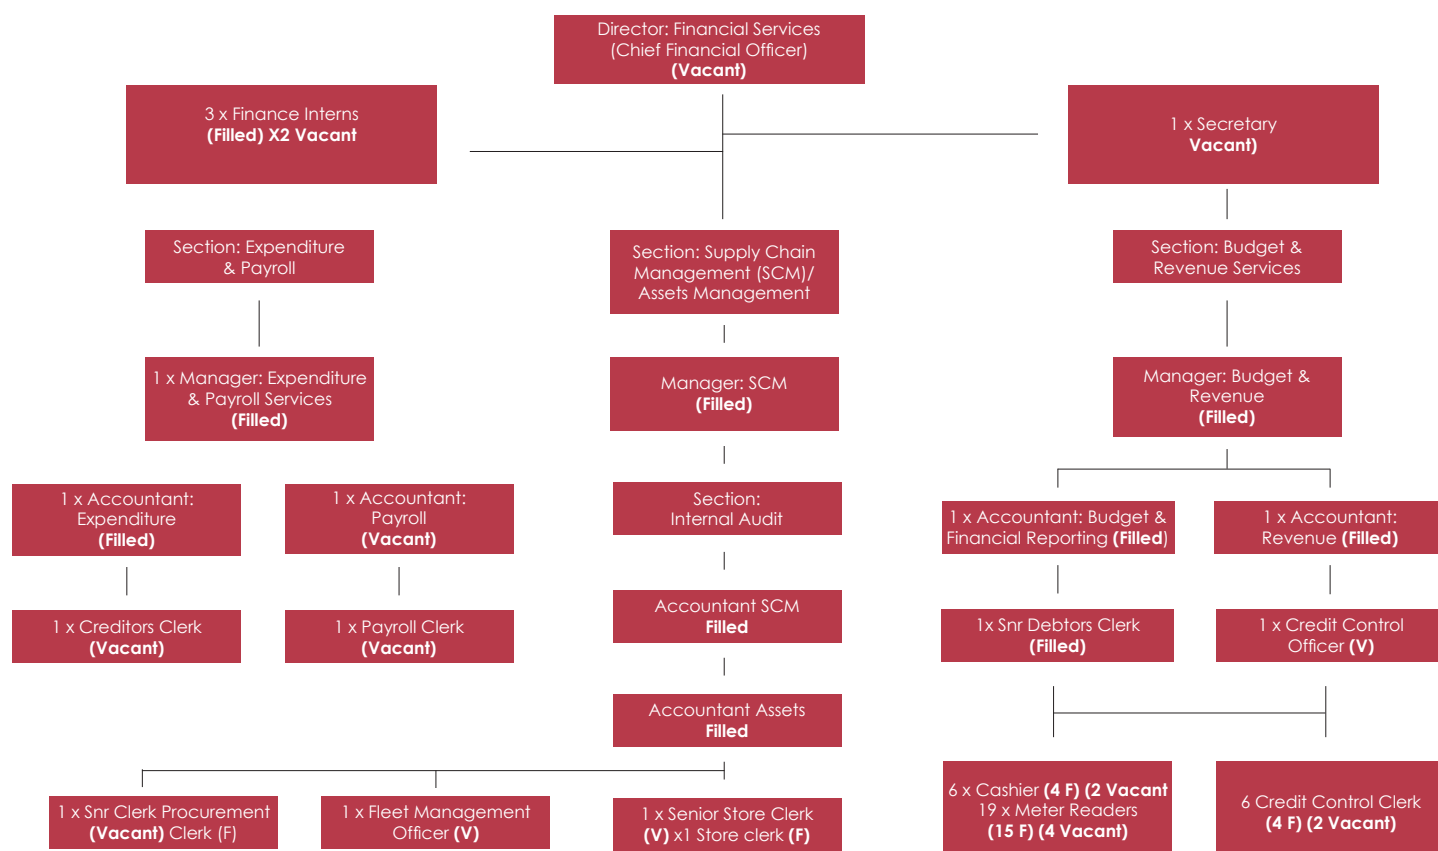 Director: Financial Services
(Chief Financial Officer)
(Vacant)
3 x Finance Interns
(Filled) X2 Vacant
1 x Secretary
Vacant)
Section: Expenditure
& Payroll
Section: Supply Chain
Management (SCM)/
Assets Management
Section: Budget &
Revenue Services
1 x Manager: Expenditure
& Payroll Services
(Filled)
Manager: SCM
(Filled)
Manager: Budget &
Revenue
(Filled)
1 x Accountant:
Expenditure
(Filled)
1 x Accountant:
Payroll
(Vacant)
Section:
Internal Audit
1 x Accountant: Budget &
Financial Reporting (Filled)
1 x Accountant:
Revenue (Filled)
1 x Creditors Clerk
(Vacant)
1 x Payroll Clerk
(Vacant)
Accountant SCM
Filled
1x Snr Debtors Clerk
(Filled)
1 x Credit Control
Officer (V)
Accountant Assets
Filled
1 x Snr Clerk Procurement
(Vacant) Clerk (F)
1 x Fleet Management
Officer (V)
1 x Senior Store Clerk
(V) x1 Store clerk (F)
6 x Cashier (4 F) (2 Vacant
19 x Meter Readers
(15 F) (4 Vacant)
6 Credit Control Clerk
(4 F) (2 Vacant)